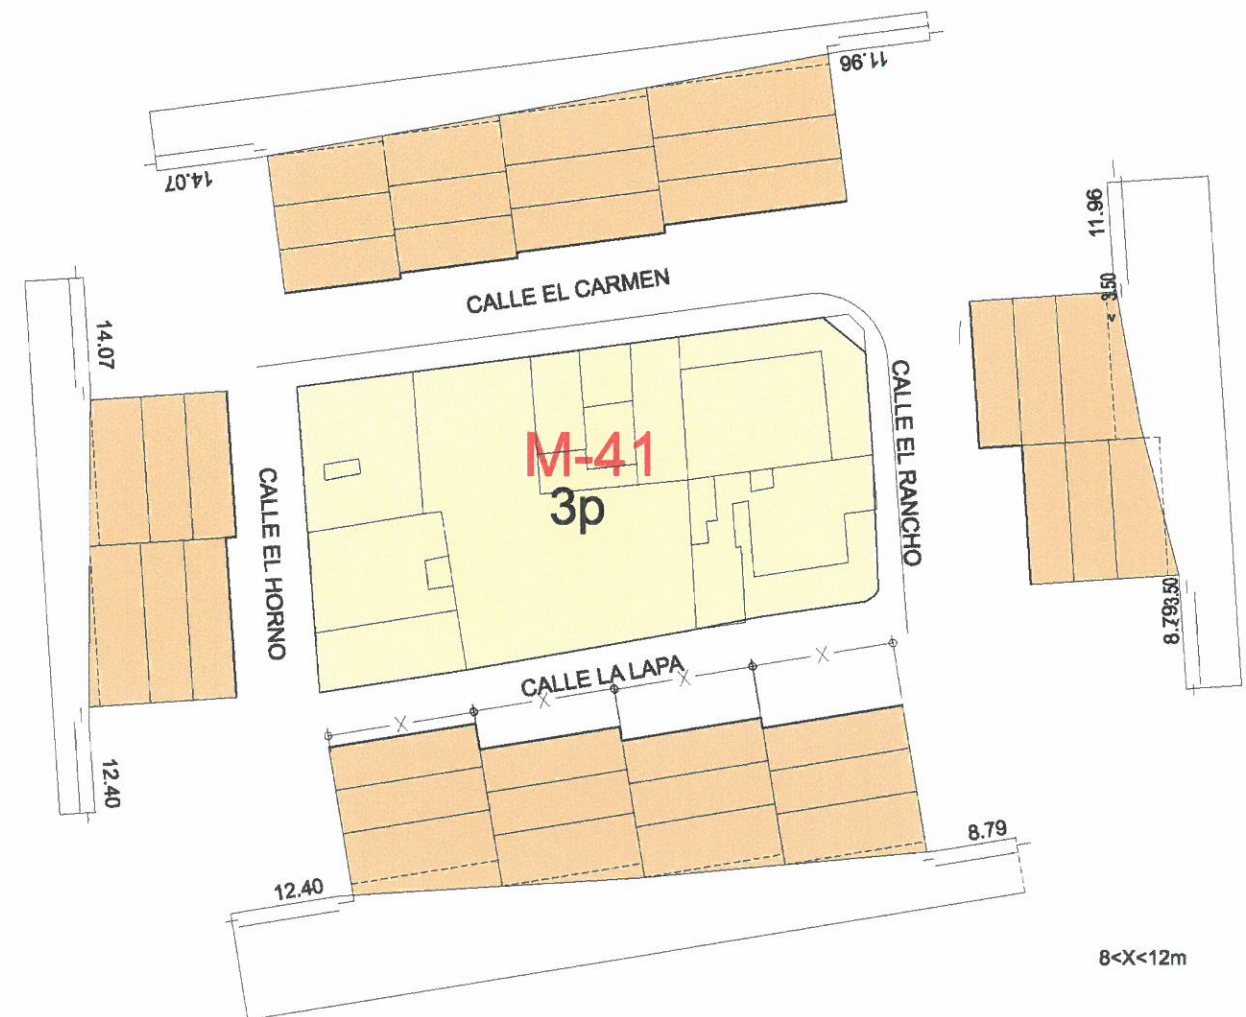 11.96
14.07
CALLE EL CARMEN
11.96
< 3.50
14.07
CALLE EL RANCHO
M-41
3p
CALLE EL HORNO
< 3.50
8.79
CALLE LA LAPA
X
X
X
X
12.40
8.79
12.40
8<X<12m